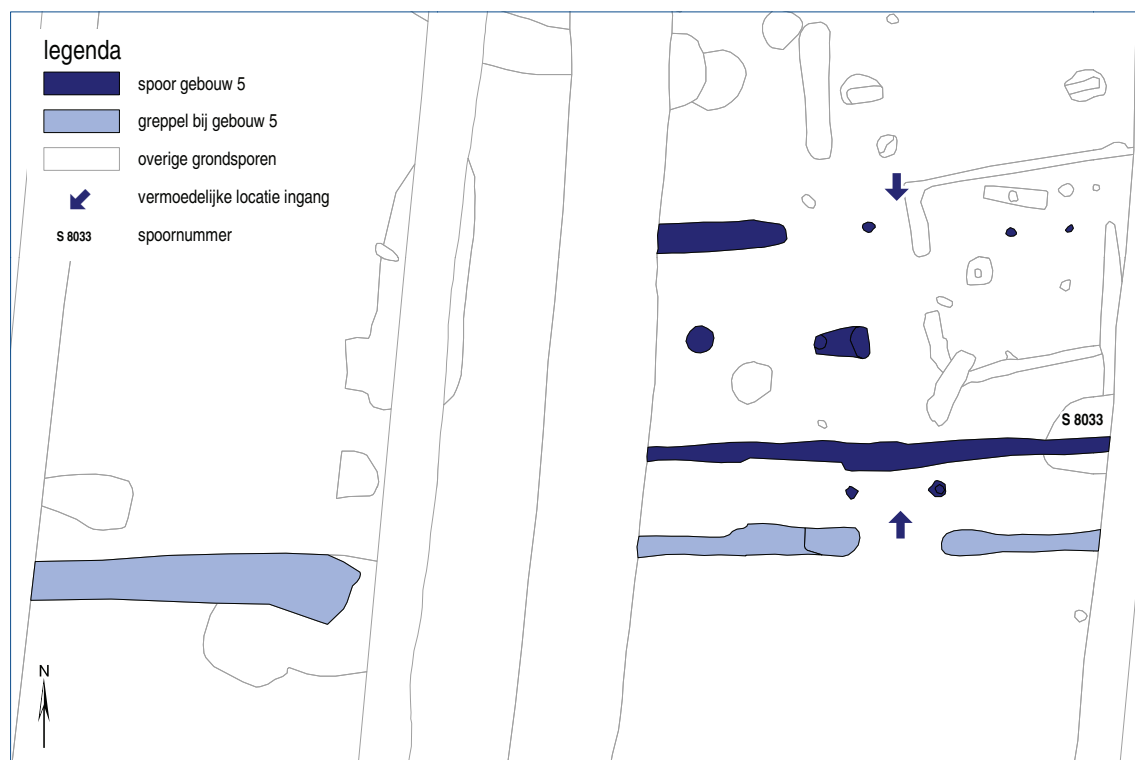 legenda
spoor gebouw 5
greppel bij gebouw 5
overige grondsporen
vermoedelijke locatie ingang
S 8033 spoornummer
S 8033
N